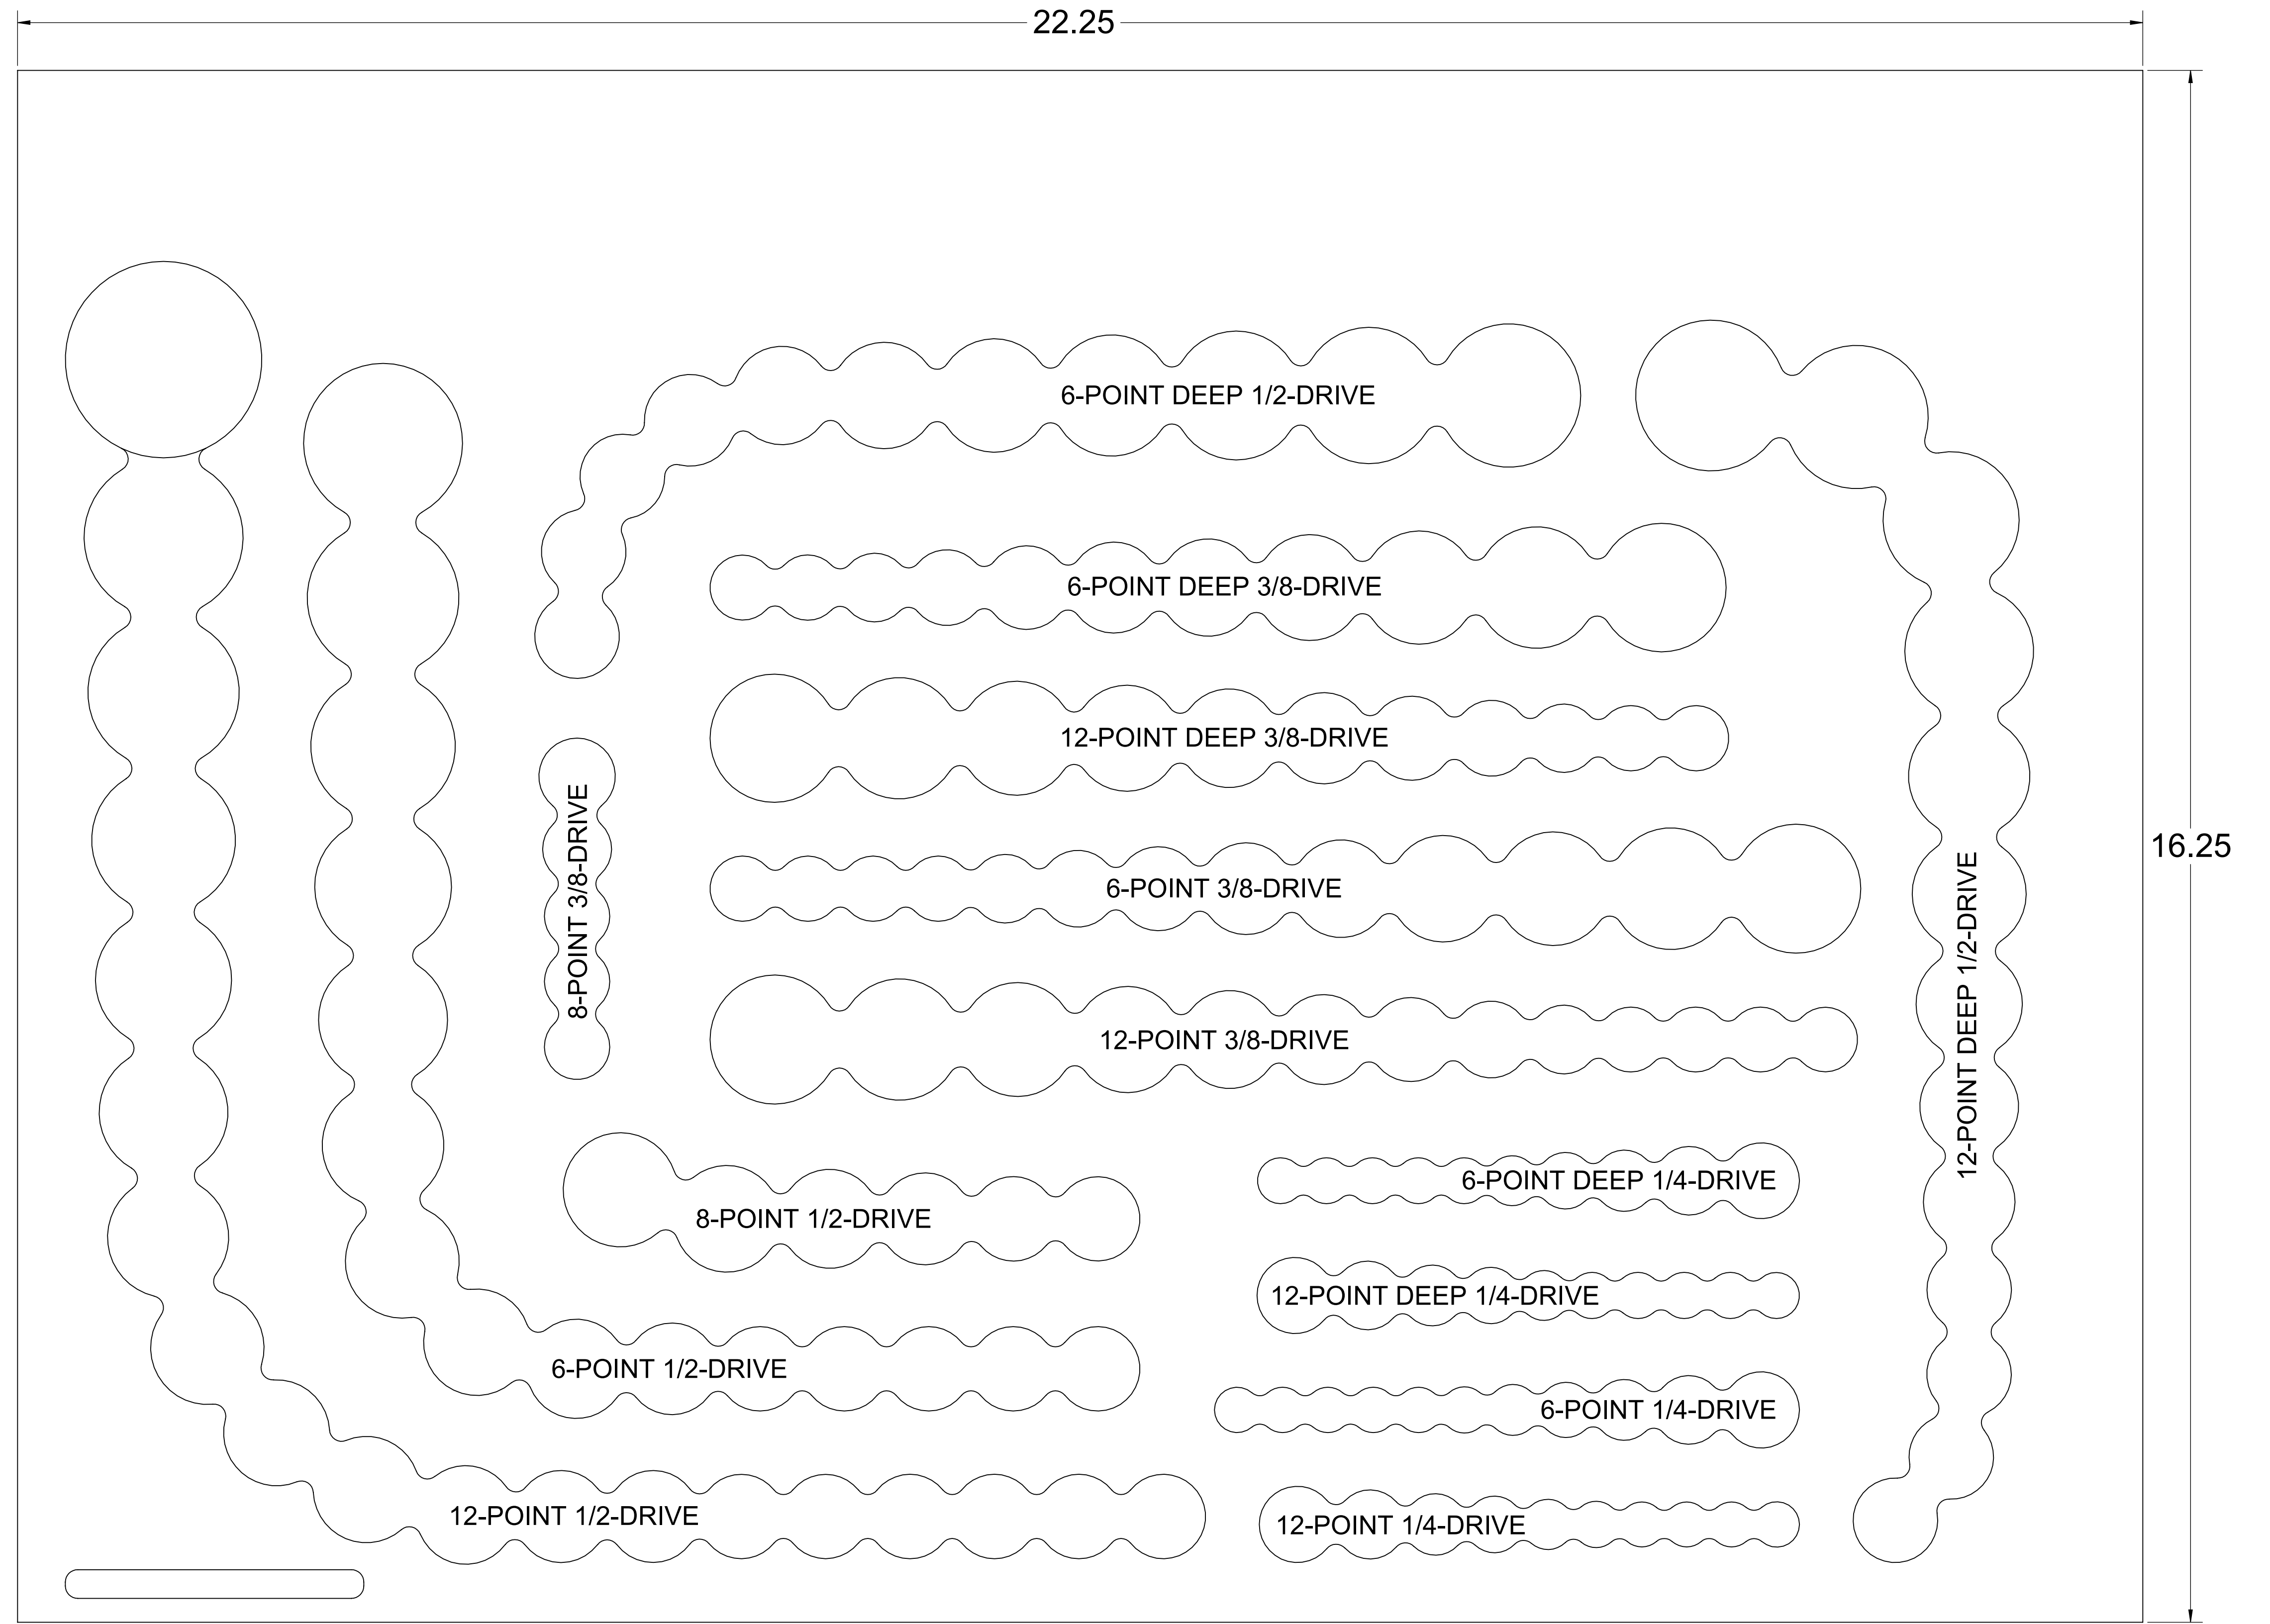 22.25
6-POINT DEEP 1/2-DRIVE
6-POINT DEEP 3/8-DRIVE
12-POINT DEEP 3/8-DRIVE
8-POINT 3/8-DRIVE
16.25
6-POINT 3/8-DRIVE
12-POINT DEEP 1/2-DRIVE
12-POINT 3/8-DRIVE
6-POINT DEEP 1/4-DRIVE
8-POINT 1/2-DRIVE
12-POINT DEEP 1/4-DRIVE
6-POINT 1/2-DRIVE
6-POINT 1/4-DRIVE
12-POINT 1/2-DRIVE
12-POINT 1/4-DRIVE